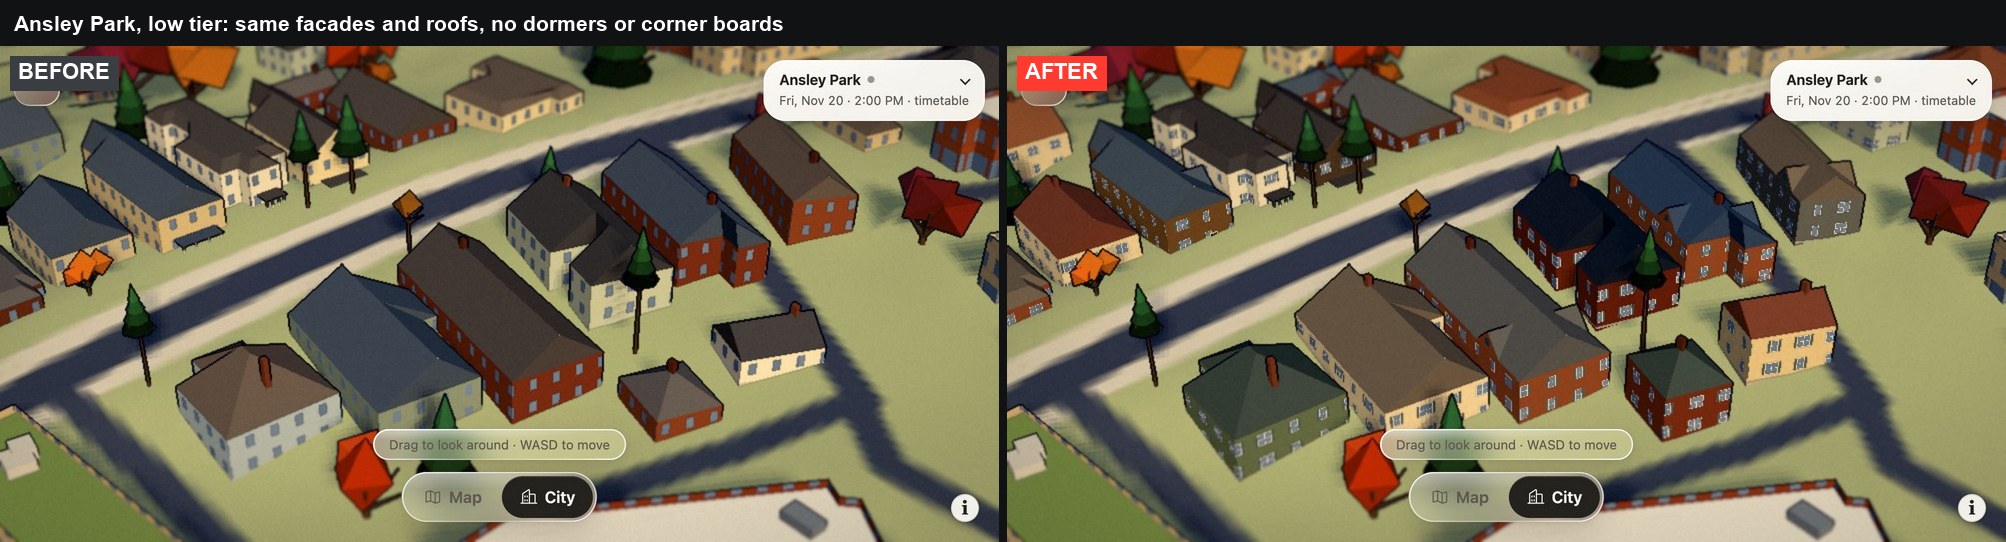 Ansley Park, low tier: same facades and roofs, no dormers or corner boards
BEFORE
Ansley Park
Fri, Nov 20 · 2:00 PM · timetable
Drag to look around · WASD to move
Map
City
i
AFTER
Ansley Park
Fri, Nov 20 · 2:00 PM · timetable
Drag to look around · WASD to move
Map
City
i